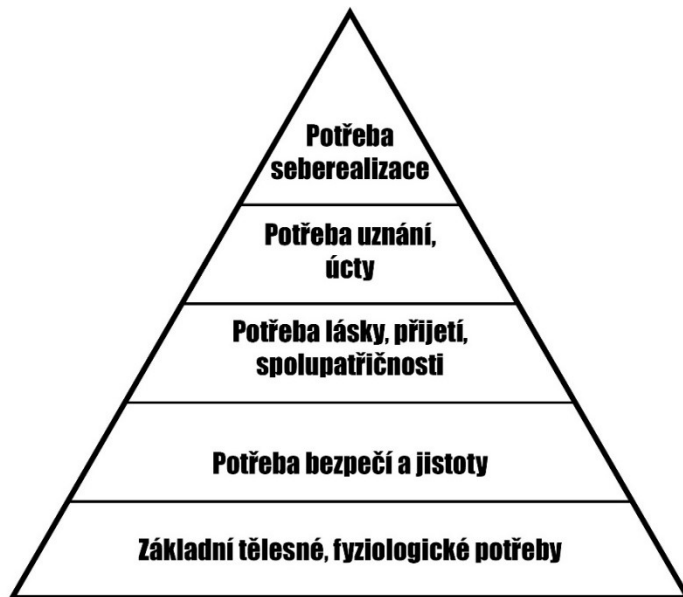 Potřeba
seberealizace
Potřeba uznání,
úcty
Potřeba lásky, přijetí,
spolupatřičnosti
Potřeba bezpečí a jistoty
Základní tělesné, fyziologické potřeby